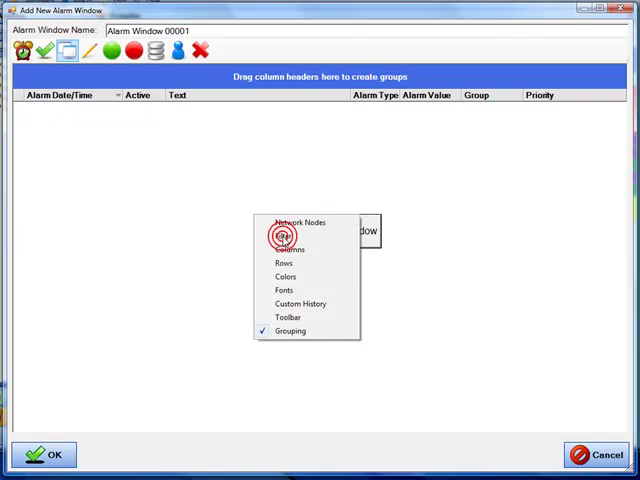 Add New Alarm Window
Alarm Window Name: Alarm Window 00001
Drag column headers here to create groups
Alarm Date/Time Active Text Alarm Type Alarm Value Group Priority
Network Nodes
Columns
Rows
Colors
Fonts
Custom History
Toolbar
Grouping
OK
Cancel